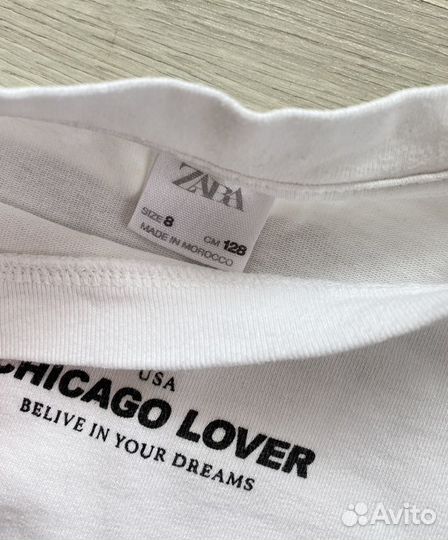 ZARA
SIZE 8 CM 128
MADE IN MOROCCO
USA
CHICAGO LOVER
BELIVE IN YOUR DREAMS
Avito